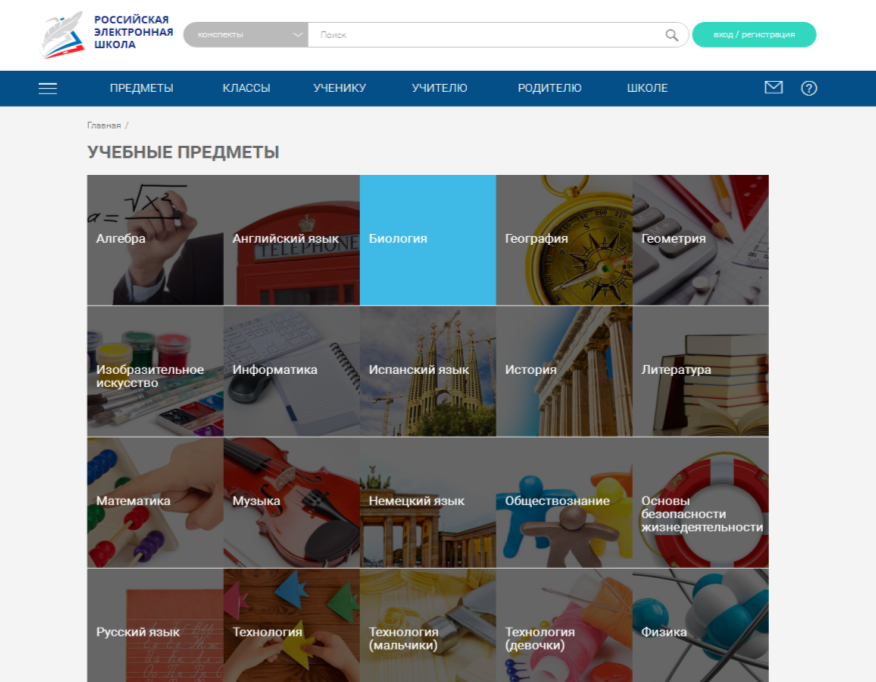 РОССИЙСКАЯ
ЭЛЕКТРОННАЯ
ШКОЛА
конспекты
Поиск
вход / регистрация
ПРЕДМЕТЫ
КЛАССЫ
УЧЕНИКУ
УЧИТЕЛЮ
РОДИТЕЛЮ
ШКОЛЕ
Главная /
УЧЕБНЫЕ ПРЕДМЕТЫ
Алгебра
Английский язык
TELEPHONE
Биология
География
Геометрия
Изобразительное
искусство
Информатика
Испанский язык
История
Литература
Математика
Музыка
Немецкий язык
Обществознание
Основы
безопасности
жизнедеятельности
Русский язык
Технология
Технология
(мальчики)
Технология
(девочки)
Физика